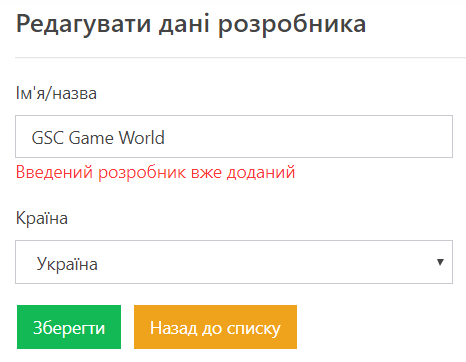 Редагувати дані розробника
Ім'я/назва
GSC Game World
Введений розробник вже доданий
Країна
Україна
Зберегти
Назад до списку